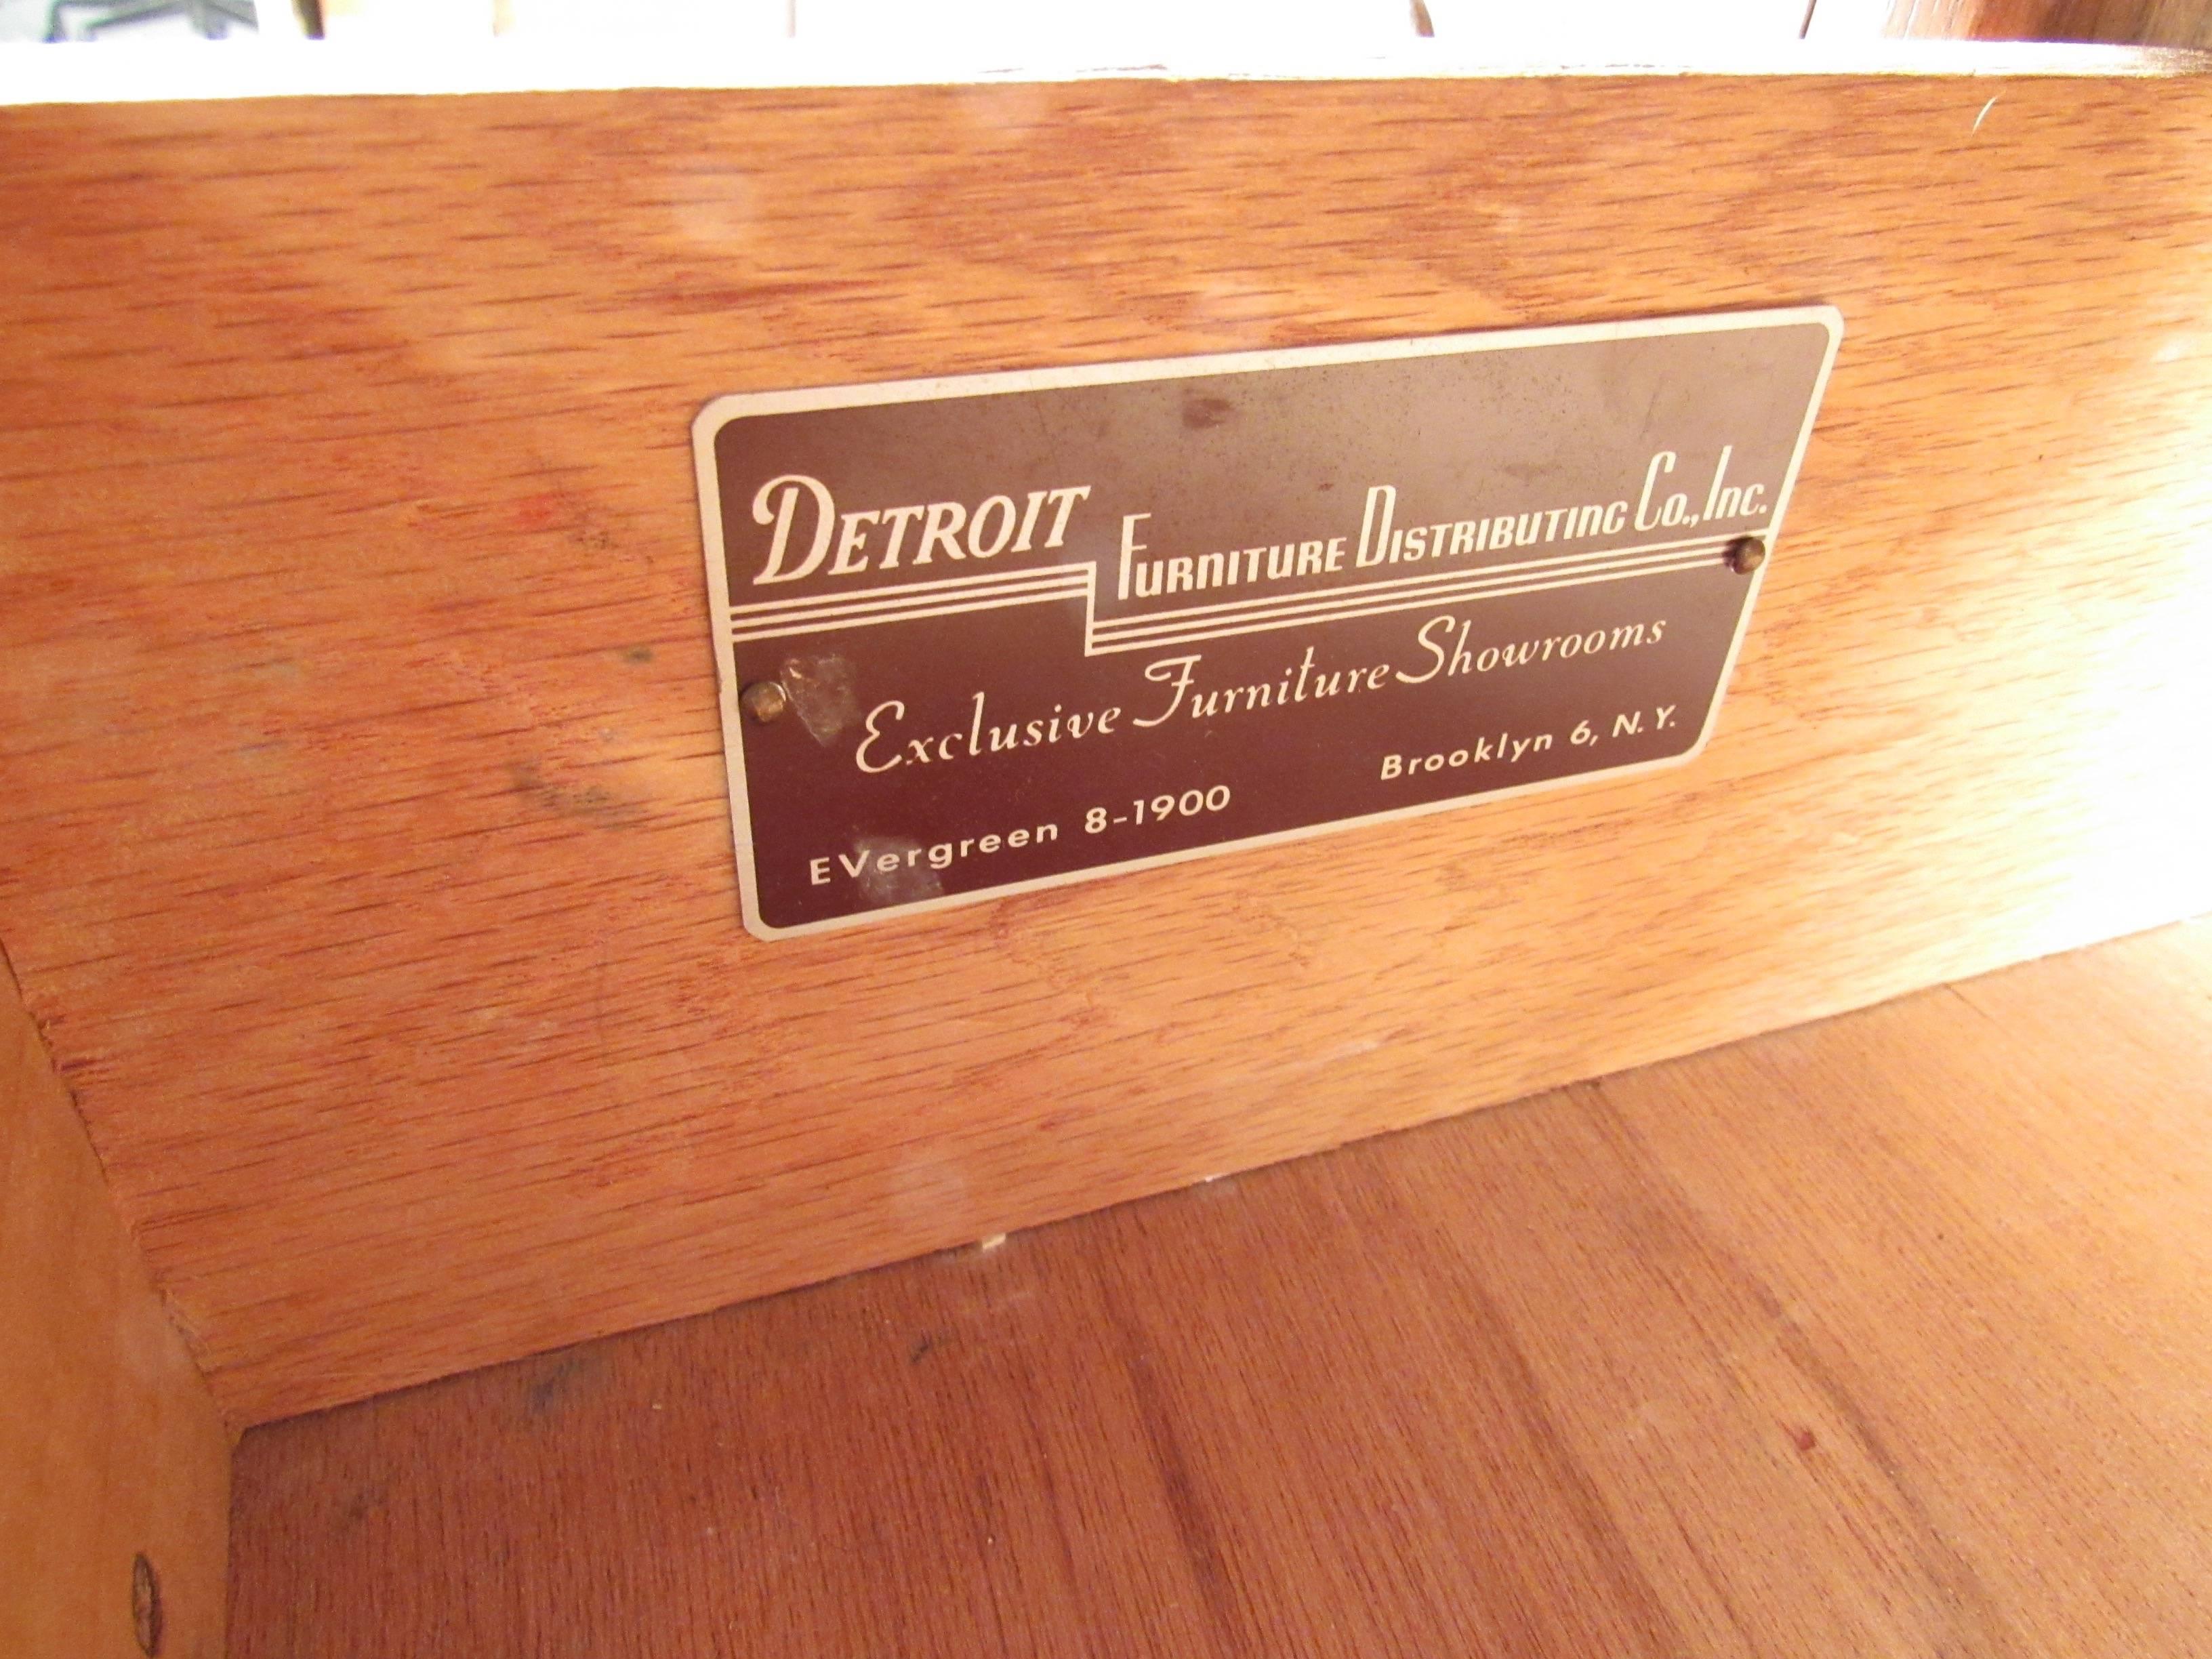 DETROIT FURNITURE DISTRIBUTING CO., INC.
Exclusive Furniture Showrooms
EVergreen 8-1900 Brooklyn 6, N. Y.